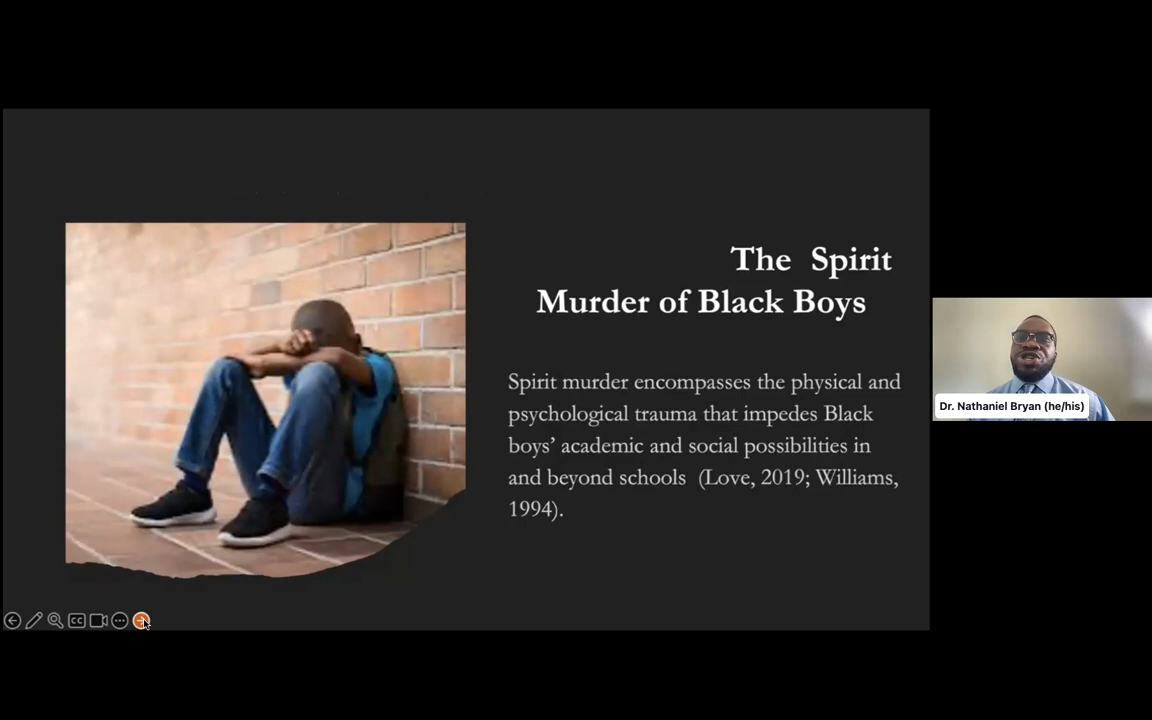 The Spirit
Murder of Black Boys
Spirit murder encompasses the physical and
psychological trauma that impedes Black
boys’ academic and social possibilities in
and beyond schools (Love, 2019; Williams,
1994).
Dr. Nathaniel Bryan (he/his)
CC